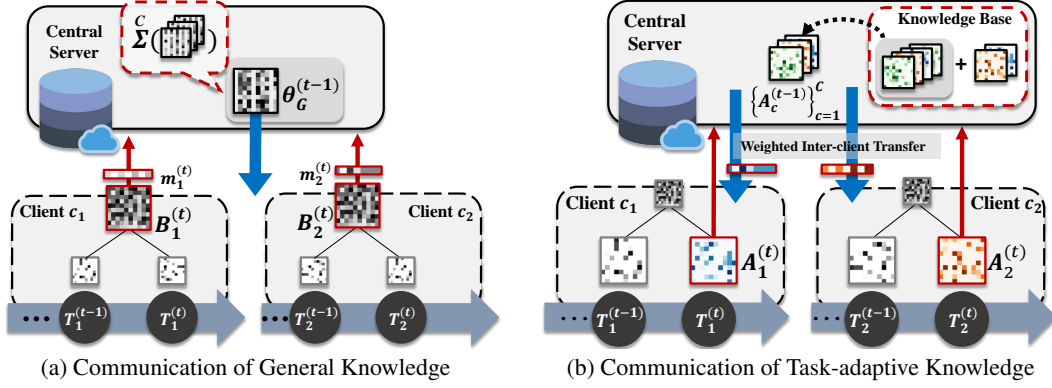 Central
Server
C
Σ( )
θ_G^(t-1)
m_1^(t)
m_2^(t)
Client c_1
B_1^(t)
B_2^(t)
Client c_2
••• T_1^(t-1) T_1^(t)
••• T_2^(t-1) T_2^(t)
(a) Communication of General Knowledge
Central
Server
Knowledge Base
+
{A_c^(t-1)}_{c=1}^C
Weighted Inter-client Transfer
Client c_1
A_1^(t)
Client c_2
A_2^(t)
••• T_1^(t-1) T_1^(t)
••• T_2^(t-1) T_2^(t)
(b) Communication of Task-adaptive Knowledge